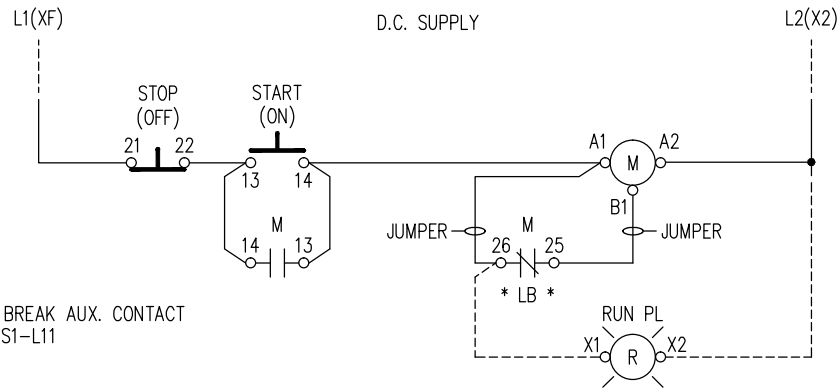 L1(XF) D.C. SUPPLY L2(X2)
STOP START
(OFF) (ON)
21 22 13 14 A1 M A2
B1
M
14 13
JUMPER M JUMPER
26 25
* LB *
BREAK AUX. CONTACT
S1-L11
RUN PL
X1 R X2